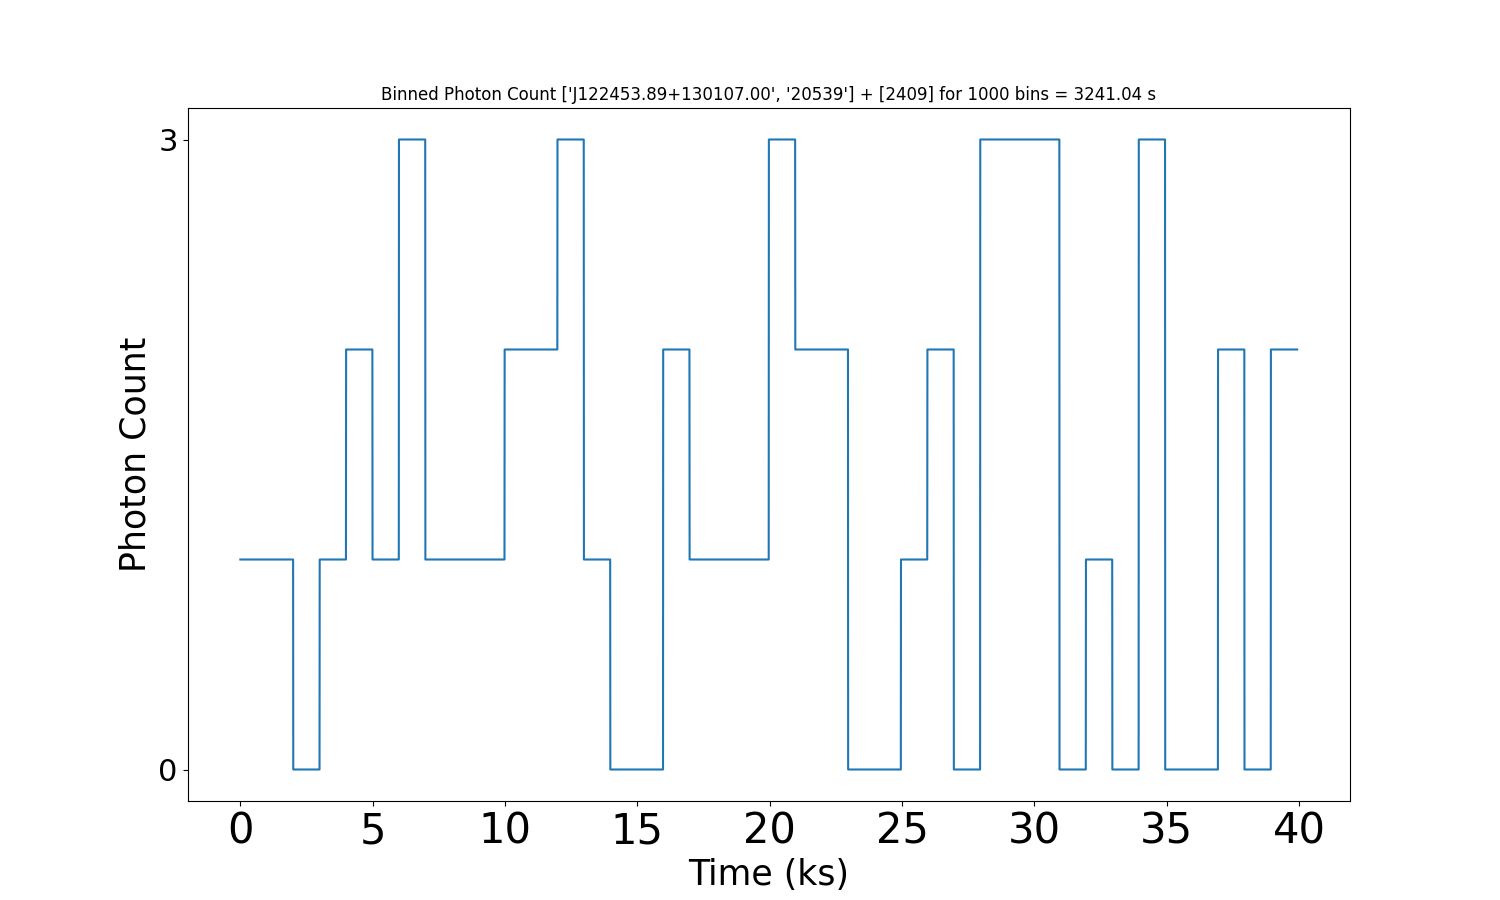 Binned Photon Count ['J122453.89+130107.00', '20539'] + [2409] for 1000 bins = 3241.04 s
3
Photon Count
0
0 5 10 15 20 25 30 35 40
Time (ks)